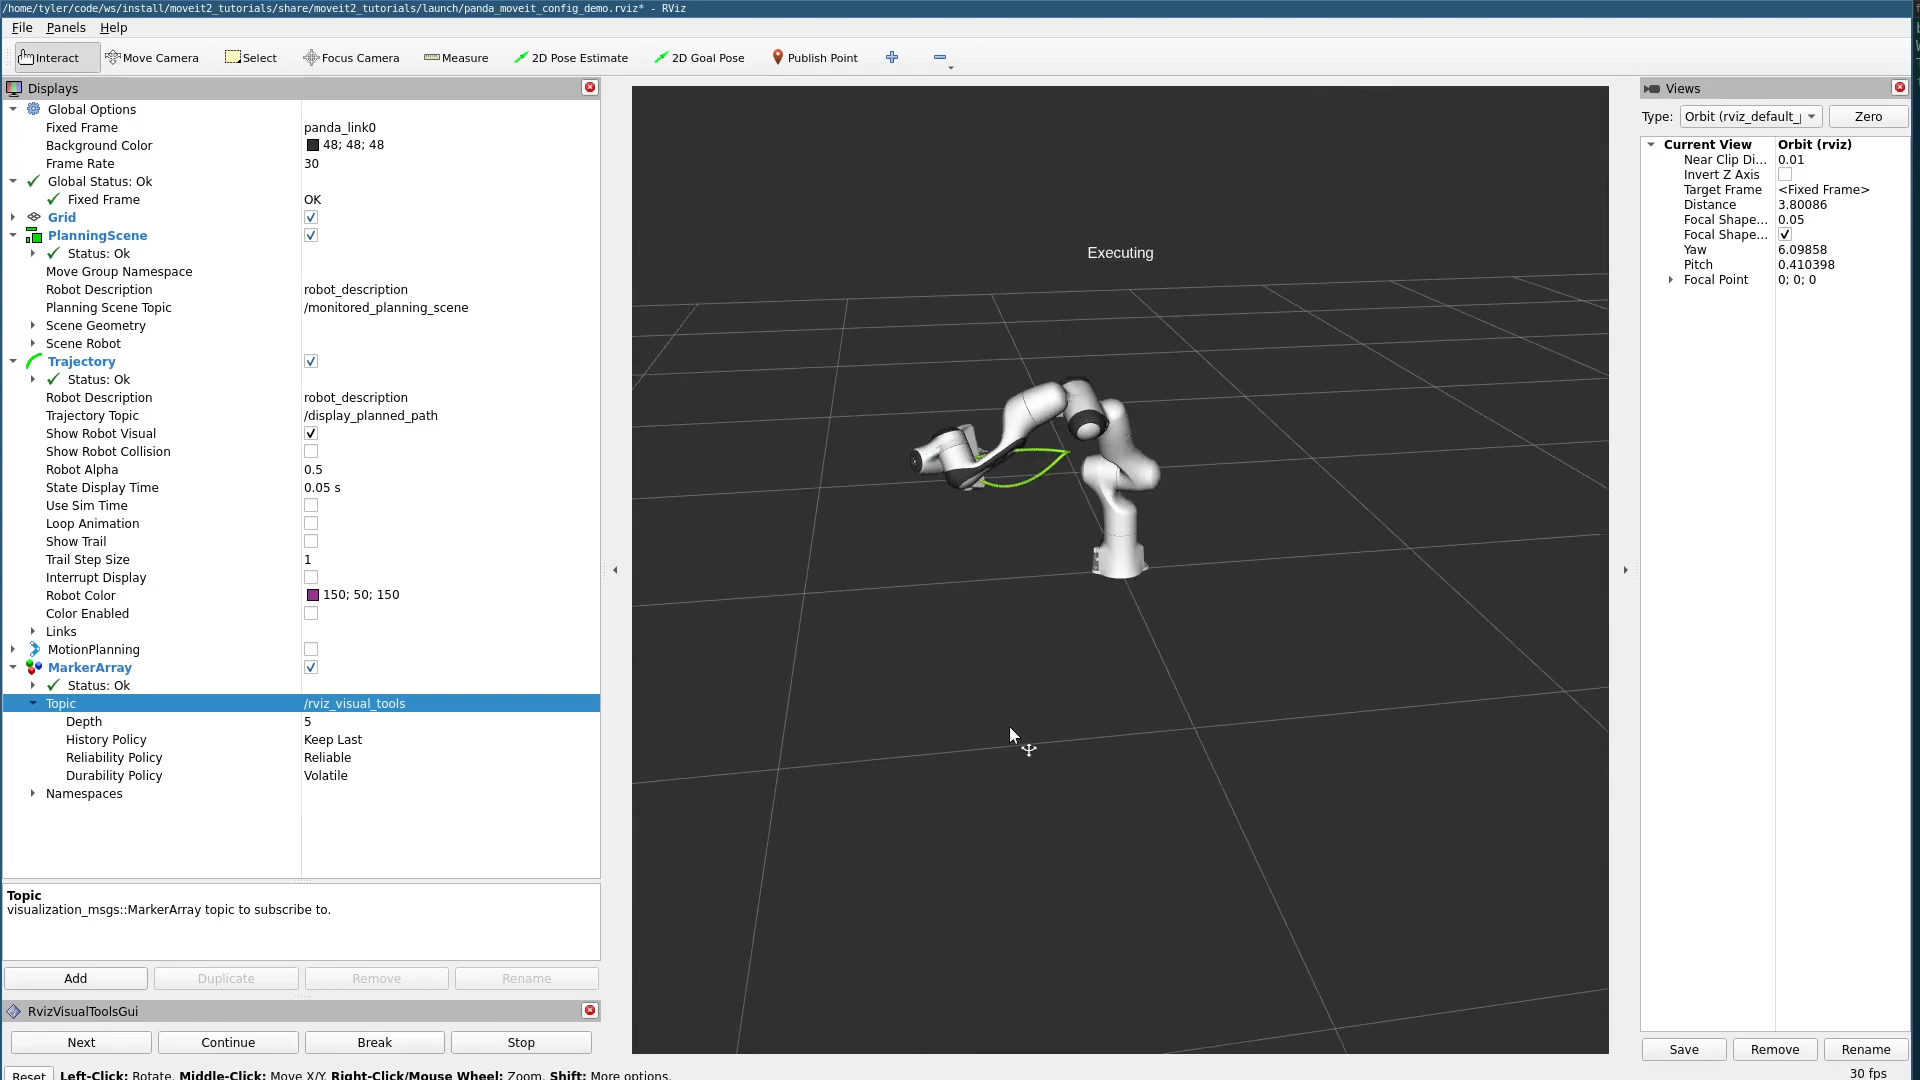 /home/tyler/code/ws/install/moveit2_tutorials/share/moveit2_tutorials/launch/panda_moveit_config_demo.rviz* - RViz
File Panels Help
Interact Move Camera Select Focus Camera Measure 2D Pose Estimate 2D Goal Pose Publish Point
Displays
Global Options
Fixed Frame panda_link0
Background Color 48; 48; 48
Frame Rate 30
Global Status: Ok
Fixed Frame OK
Grid
PlanningScene
Status: Ok
Move Group Namespace
Robot Description robot_description
Planning Scene Topic /monitored_planning_scene
Scene Geometry
Scene Robot
Trajectory
Status: Ok
Robot Description robot_description
Trajectory Topic /display_planned_path
Show Robot Visual
Show Robot Collision
Robot Alpha 0.5
State Display Time 0.05 s
Use Sim Time
Loop Animation
Show Trail
Trail Step Size 1
Interrupt Display
Robot Color 150; 50; 150
Color Enabled
Links
MotionPlanning
MarkerArray
Status: Ok
Topic /rviz_visual_tools
Depth 5
History Policy Keep Last
Reliability Policy Reliable
Durability Policy Volatile
Namespaces
Topic
visualization_msgs::MarkerArray topic to subscribe to.
Add Duplicate Remove Rename
RvizVisualToolsGui
Next Continue Break Stop
Reset Left-Click: Rotate. Middle-Click: Move X/Y. Right-Click/Mouse Wheel: Zoom. Shift: More options.
Executing
Views
Type: Orbit (rviz_default_ Zero
Current View Orbit (rviz)
Near Clip Di... 0.01
Invert Z Axis
Target Frame <Fixed Frame>
Distance 3.80086
Focal Shape... 0.05
Focal Shape...
Yaw 6.09858
Pitch 0.410398
Focal Point 0; 0; 0
Save Remove Rename
30 fps